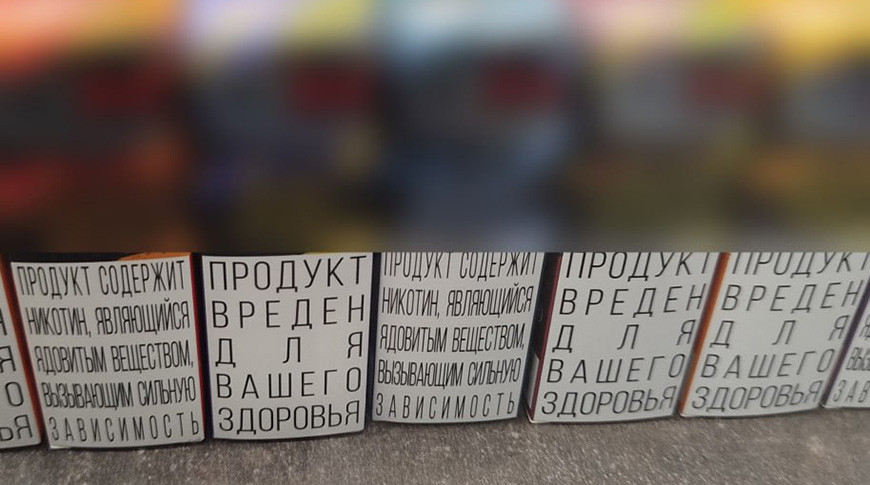 Я
О
ЬЯ
ПРОДУКТ СОДЕРЖИТ
НИКОТИН, ЯВЛЯЮЩИЙСЯ
ЯДОВИТЫМ ВЕЩЕСТВОМ,
ВЫЗЫВАЮЩИМ СИЛЬНУЮ
ЗАВИСИМОСТЬ
ПРОДУКТ
ВРЕДЕН
ДЛЯ
ВАШЕГО
ЗДОРОВЬЯ
ПРОДУКТ СОДЕРЖИТ
НИКОТИН, ЯВЛЯЮЩИЙСЯ
ЯДОВИТЫМ ВЕЩЕСТВОМ,
ВЫЗЫВАЮЩИМ СИЛЬНУЮ
ЗАВИСИМОСТЬ
ПРОДУКТ
ВРЕДЕН
ДЛЯ
ВАШЕГО
ЗДОРОВЬЯ
ПРОДУКТ
ВРЕДЕН
ДЛЯ
ВАШЕГО
ЗДОРОВЬЯ